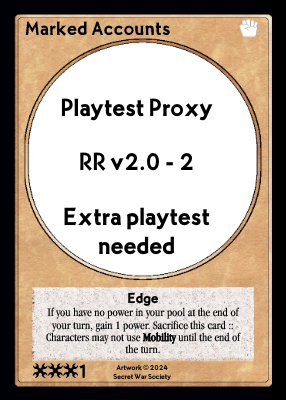 Marked Accounts
Playtest Proxy
RR v2.0 - 2
Extra playtest
needed
Edge
If you have no power in your pool at the end of
your turn, gain 1 power. Sacrifice this card ::
Characters may not use Mobility until the end of
the turn.
Artwork © 2024
Secret War Society
1